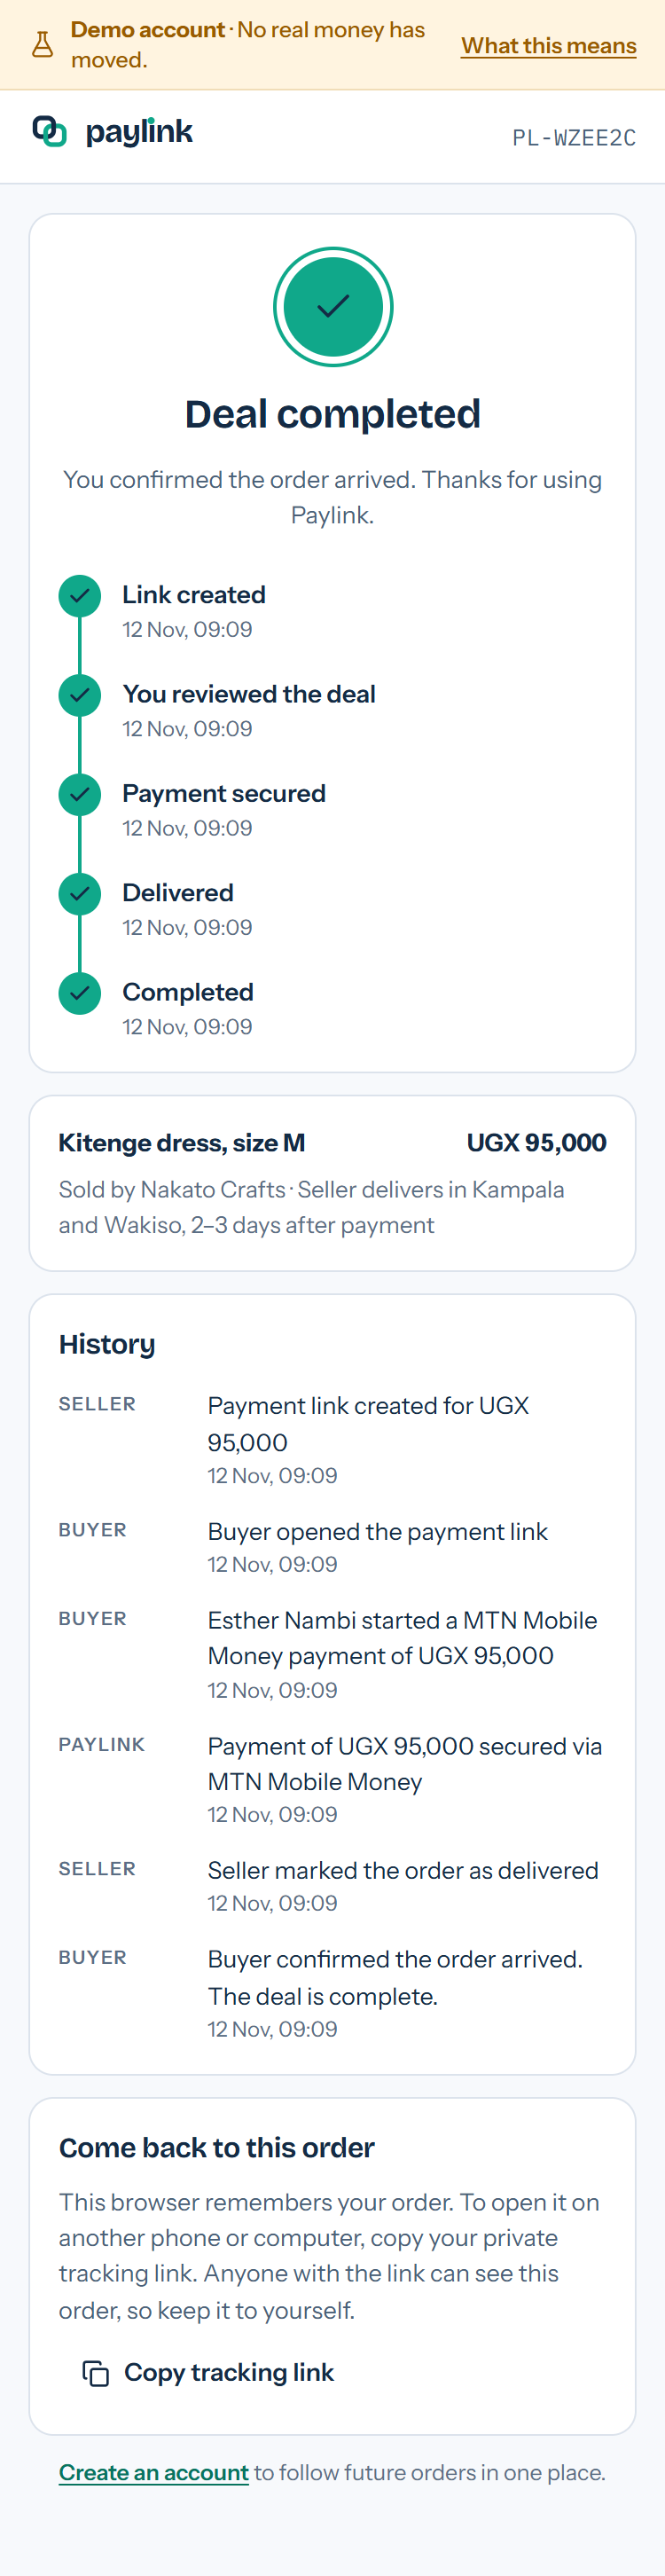 Demo account · No real money has
moved.
What this means
paylink
PL-WZEE2C
Deal completed
You confirmed the order arrived. Thanks for using
Paylink.
Link created
12 Nov, 09:09
You reviewed the deal
12 Nov, 09:09
Payment secured
12 Nov, 09:09
Delivered
12 Nov, 09:09
Completed
12 Nov, 09:09
Kitenge dress, size M
UGX 95,000
Sold by Nakato Crafts · Seller delivers in Kampala
and Wakiso, 2–3 days after payment
History
SELLER
Payment link created for UGX
95,000
12 Nov, 09:09
BUYER
Buyer opened the payment link
12 Nov, 09:09
BUYER
Esther Nambi started a MTN Mobile
Money payment of UGX 95,000
12 Nov, 09:09
PAYLINK
Payment of UGX 95,000 secured via
MTN Mobile Money
12 Nov, 09:09
SELLER
Seller marked the order as delivered
12 Nov, 09:09
BUYER
Buyer confirmed the order arrived.
The deal is complete.
12 Nov, 09:09
Come back to this order
This browser remembers your order. To open it on
another phone or computer, copy your private
tracking link. Anyone with the link can see this
order, so keep it to yourself.
Copy tracking link
Create an account to follow future orders in one place.